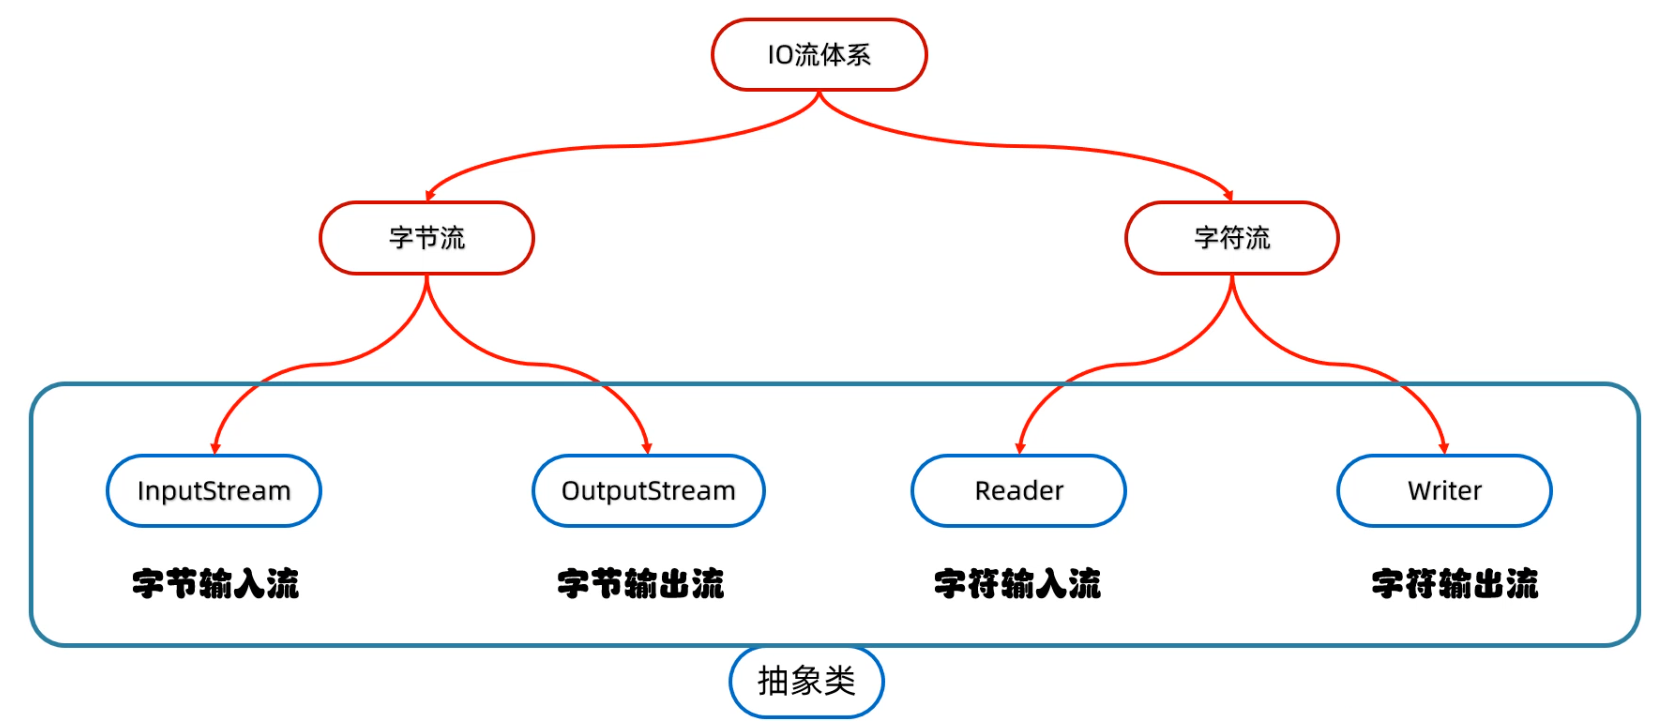 IO流体系
字节流
字符流
InputStream
OutputStream
Reader
Writer
字节输入流
字节输出流
字符输入流
字符输出流
抽象类